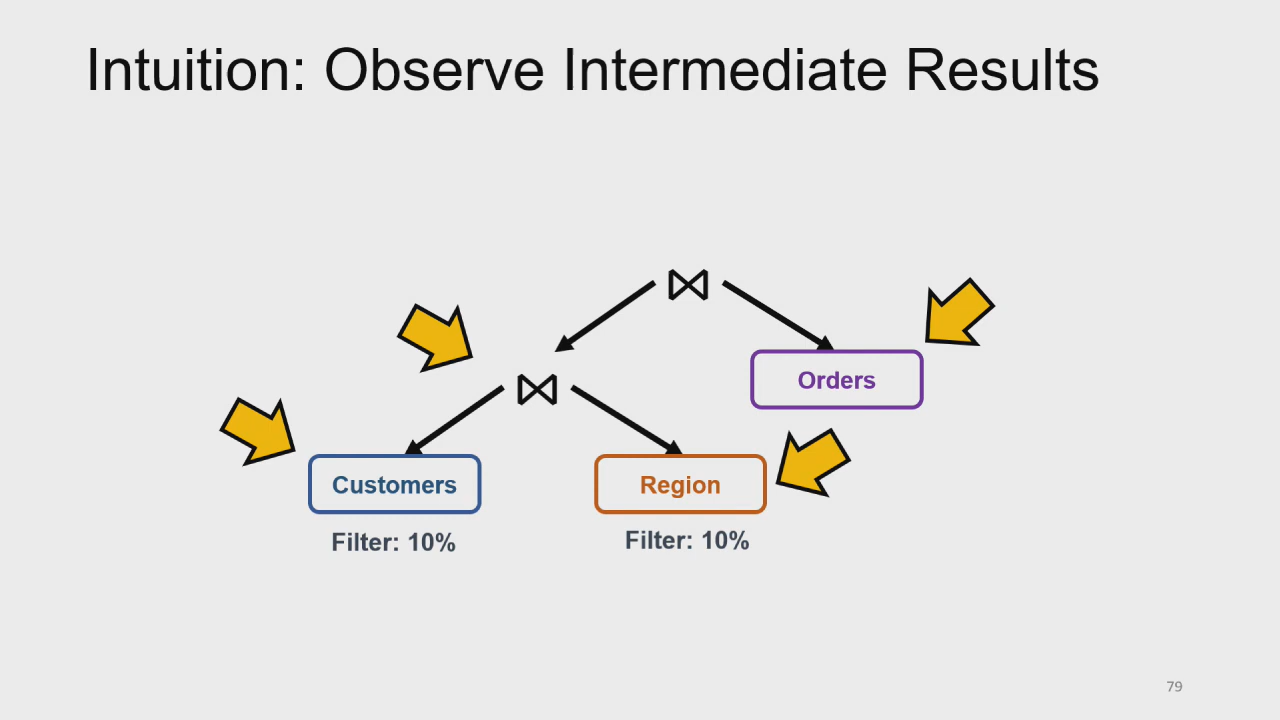 Intuition: Observe Intermediate Results
⋈
Orders
⋈
Customers
Region
Filter: 10%
Filter: 10%
79